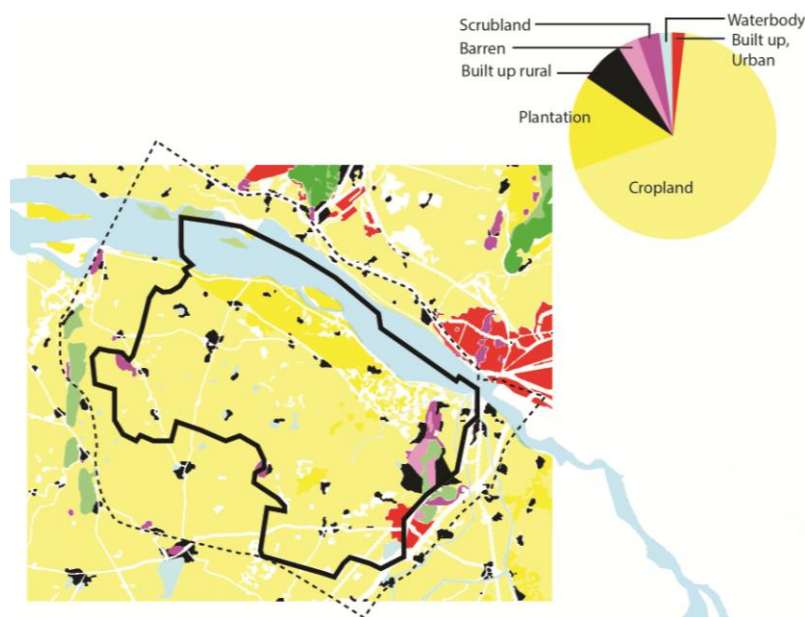 Scrubland
Waterbody
Barren
Built up,
Urban
Built up rural
Plantation
Cropland